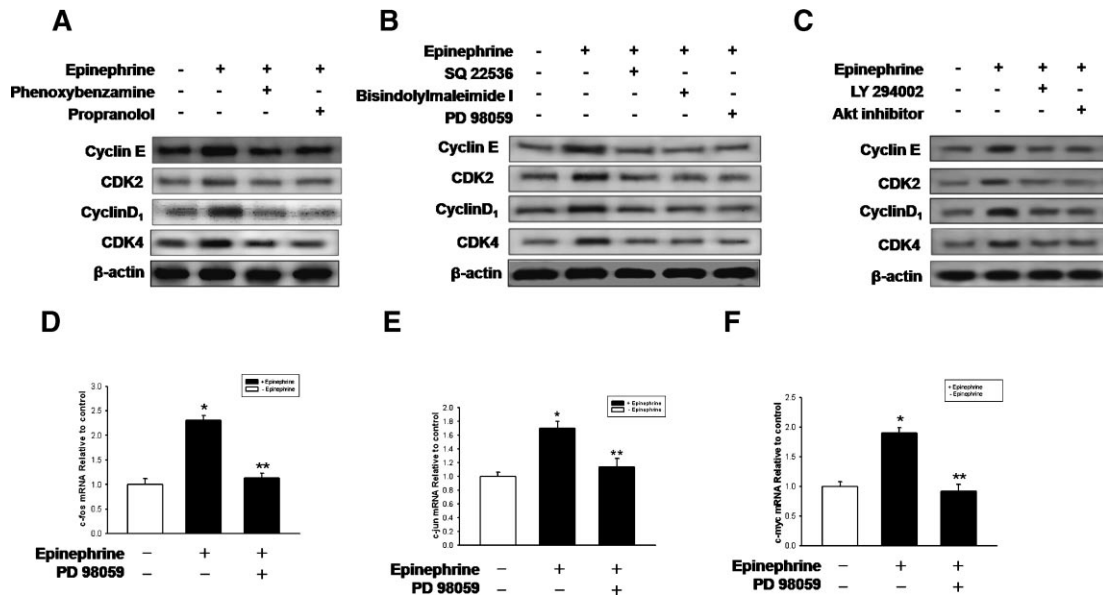 A
Epinephrine - + + +
Phenoxybenzamine - - + -
Propranolol - - - +
Cyclin E
CDK2
CyclinD1
CDK4
β-actin
B
Epinephrine - + + + +
SQ 22536 - - + - -
Bisindolylmaleimide I - - - + -
PD 98059 - - - - +
Cyclin E
CDK2
CyclinD1
CDK4
β-actin
C
Epinephrine - + + +
LY 294002 - - + -
Akt inhibitor - - - +
Cyclin E
CDK2
CyclinD1
CDK4
β-actin
D
c-fos mRNA Relative to control
3.0
2.5
2.0
1.5
1.0
0.5
0.0
+ Epinephrine
- Epinephrine
*
**
Epinephrine – + +
PD 98059 – – +
E
c-jun mRNA Relative to control
2.0
1.8
1.6
1.4
1.2
1.0
0.8
0.6
0.4
0.2
0.0
+ Epinephrine
- Epinephrine
*
**
Epinephrine – + +
PD 98059 – – +
F
c-myc mRNA Relative to control
2.5
2.0
1.5
1.0
0.5
0.0
+ Epinephrine
- Epinephrine
*
**
Epinephrine – + +
PD 98059 – – +